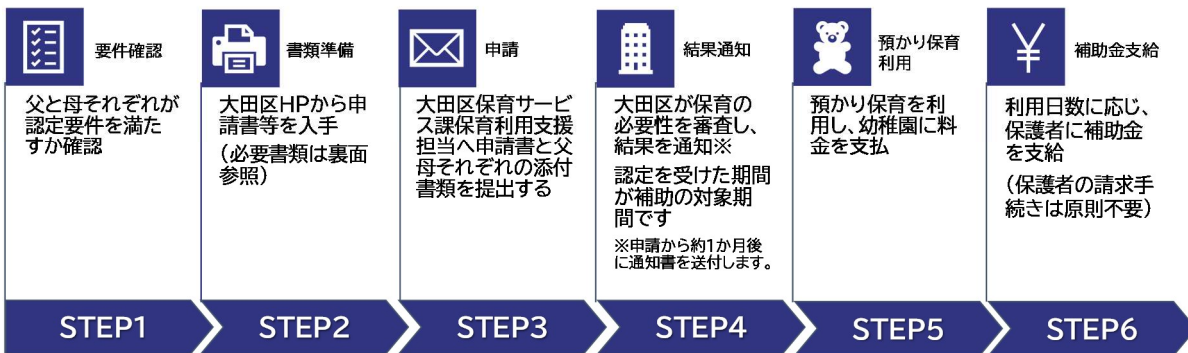 要件確認
父と母それぞれが
認定要件を満た
すか確認
STEP1
書類準備
大田区HPから申
請書等を入手
(必要書類は裏面
参照)
STEP2
申請
大田区保育サービ
ス課保育利用支援
担当へ申請書と父
母それぞれの添付
書類を提出する
STEP3
結果通知
大田区が保育の
必要性を審査し、
結果を通知※
認定を受けた期間
が補助の対象期
間です
※申請から約1か月後
に通知書を送付します。
STEP4
預かり保育
利用
預かり保育を利
用し、幼稚園に料
金を支払
STEP5
補助金支給
利用日数に応じ、
保護者に補助金
を支給
(保護者の請求手
続きは原則不要)
STEP6